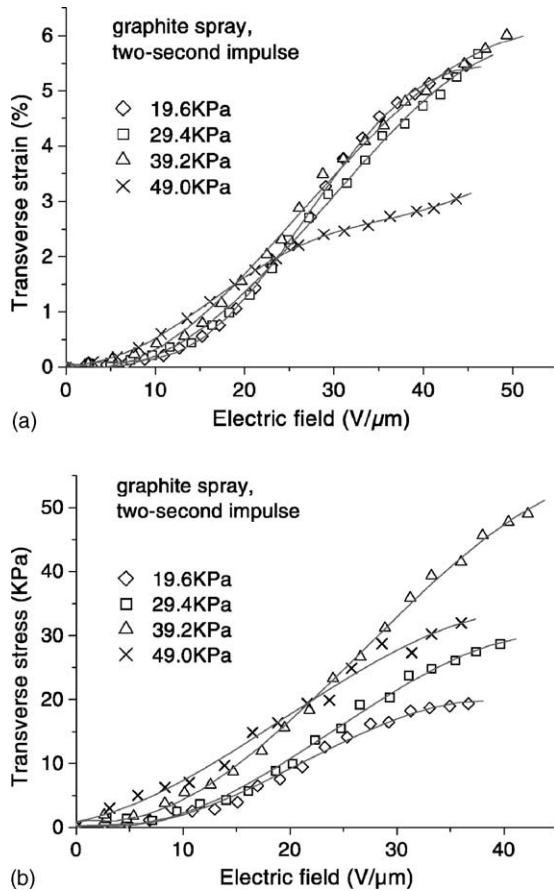 graphite spray,
two-second impulse
19.6KPa
29.4KPa
39.2KPa
49.0KPa
6
5
4
3
2
1
0
Transverse strain (%)
0 10 20 30 40 50
Electric field (V/μm)
(a)
graphite spray,
two-second impulse
19.6KPa
29.4KPa
39.2KPa
49.0KPa
50
40
30
20
10
0
Transverse stress (KPa)
0 10 20 30 40
Electric field (V/μm)
(b)